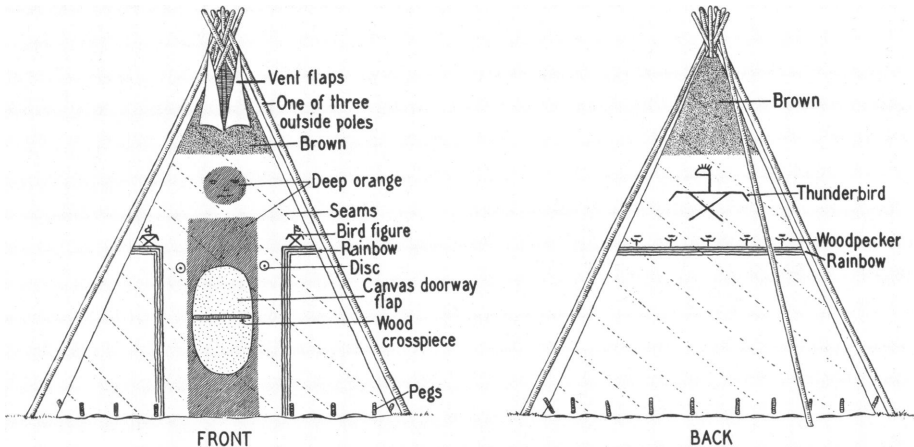 Vent flaps
One of three
outside poles
Brown
Deep orange
Seams
Bird figure
Rainbow
Disc
Canvas doorway
flap
Wood
crosspiece
Pegs
FRONT
Brown
Thunderbird
Woodpecker
Rainbow
BACK